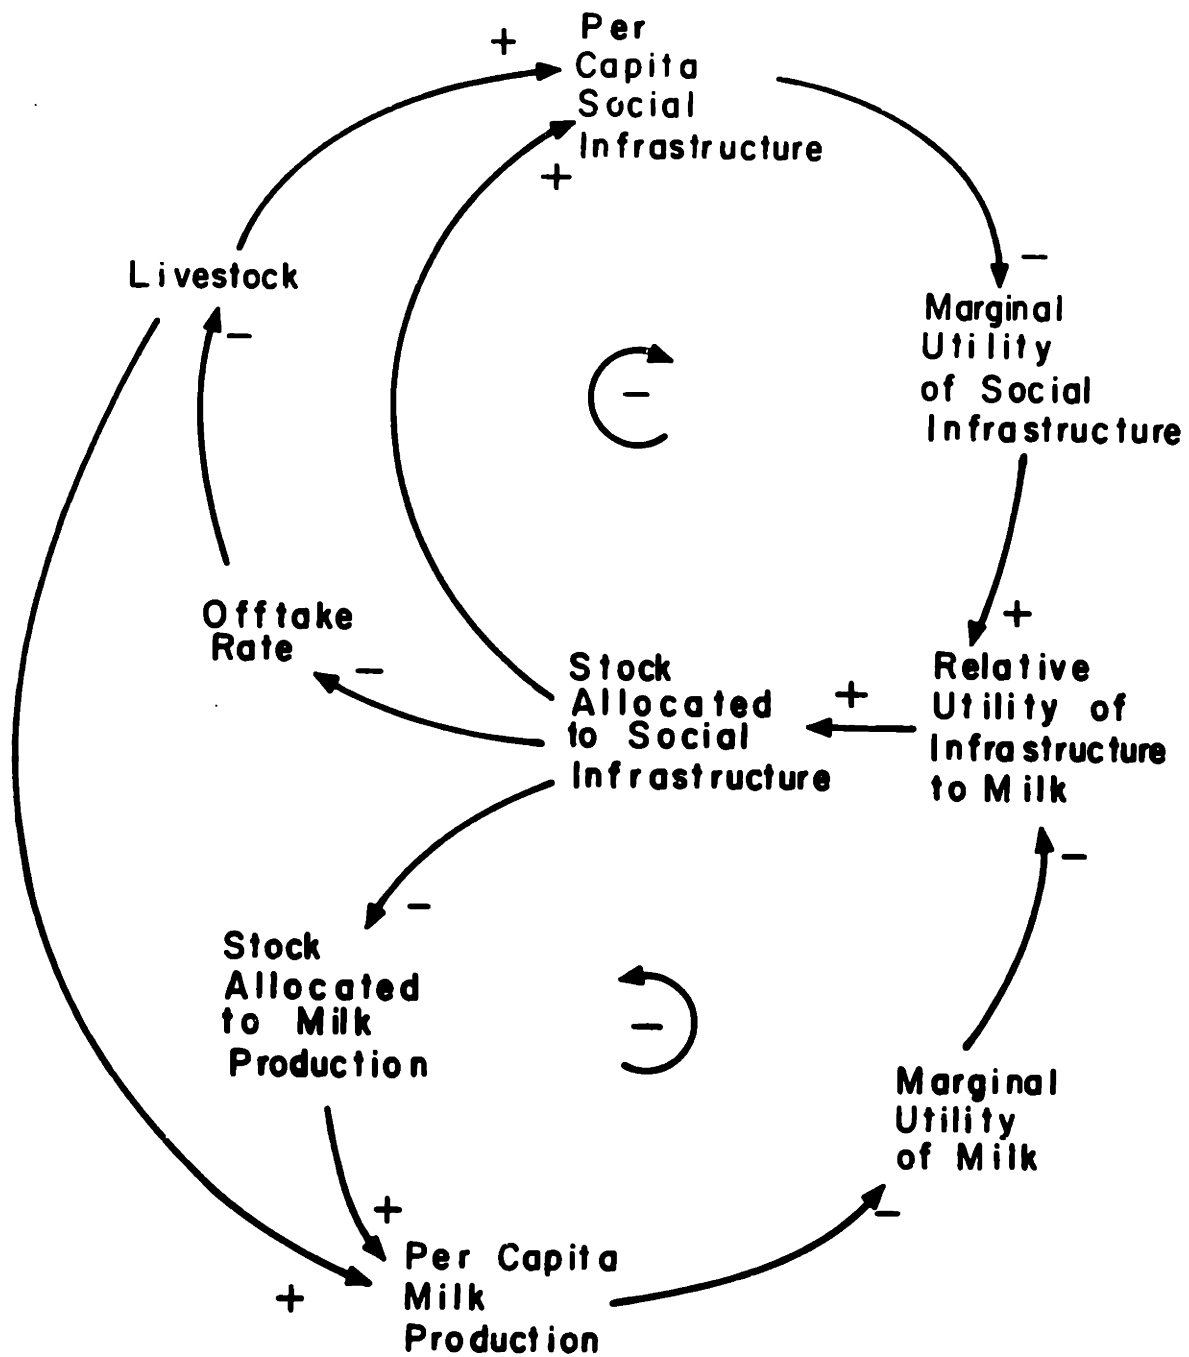 +
Per
Capita
Social
Infrastructure
+
Livestock
−
−
Marginal
Utility
of Social
Infrastructure
−
Offtake
Rate
−
+
Stock
Allocated
to Social
Infrastructure
+
Relative
Utility of
Infrastructure
to Milk
−
−
Stock
Allocated
to Milk
Production
−
Marginal
Utility
of Milk
−
+
+
Per Capita
Milk
Production